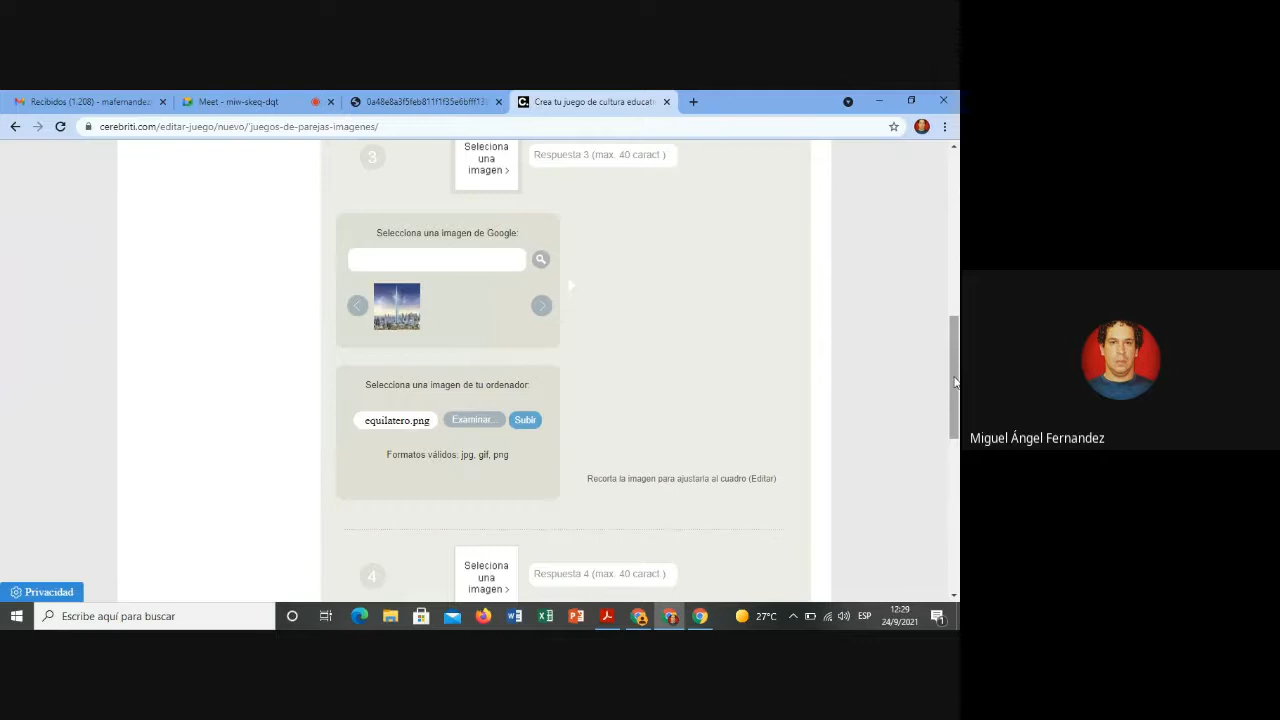 Recibidos (1.208) - mafernandez
Meet - miw-skeq-dqt
0a48e8a3f5feb811f1f35e6bfff13
Crea tu juego de cultura educat
cerebriti.com/editar-juego/nuevo/'juegos-de-parejas-imagenes/
3
Selecciona
una
imagen >
Respuesta 3 (max. 40 caract.)
Selecciona una imagen de Google:
Selecciona una imagen de tu ordenador:
equilatero.png
Examinar...
Subir
Formatos válidos: jpg, gif, png
Recorta la imagen para ajustarla al cuadro (Editar)
4
Selecciona
una
imagen >
Respuesta 4 (max. 40 caract.)
Privacidad
Miguel Ángel Fernandez
Escribe aquí para buscar
27°C
ESP
12:29
24/9/2021